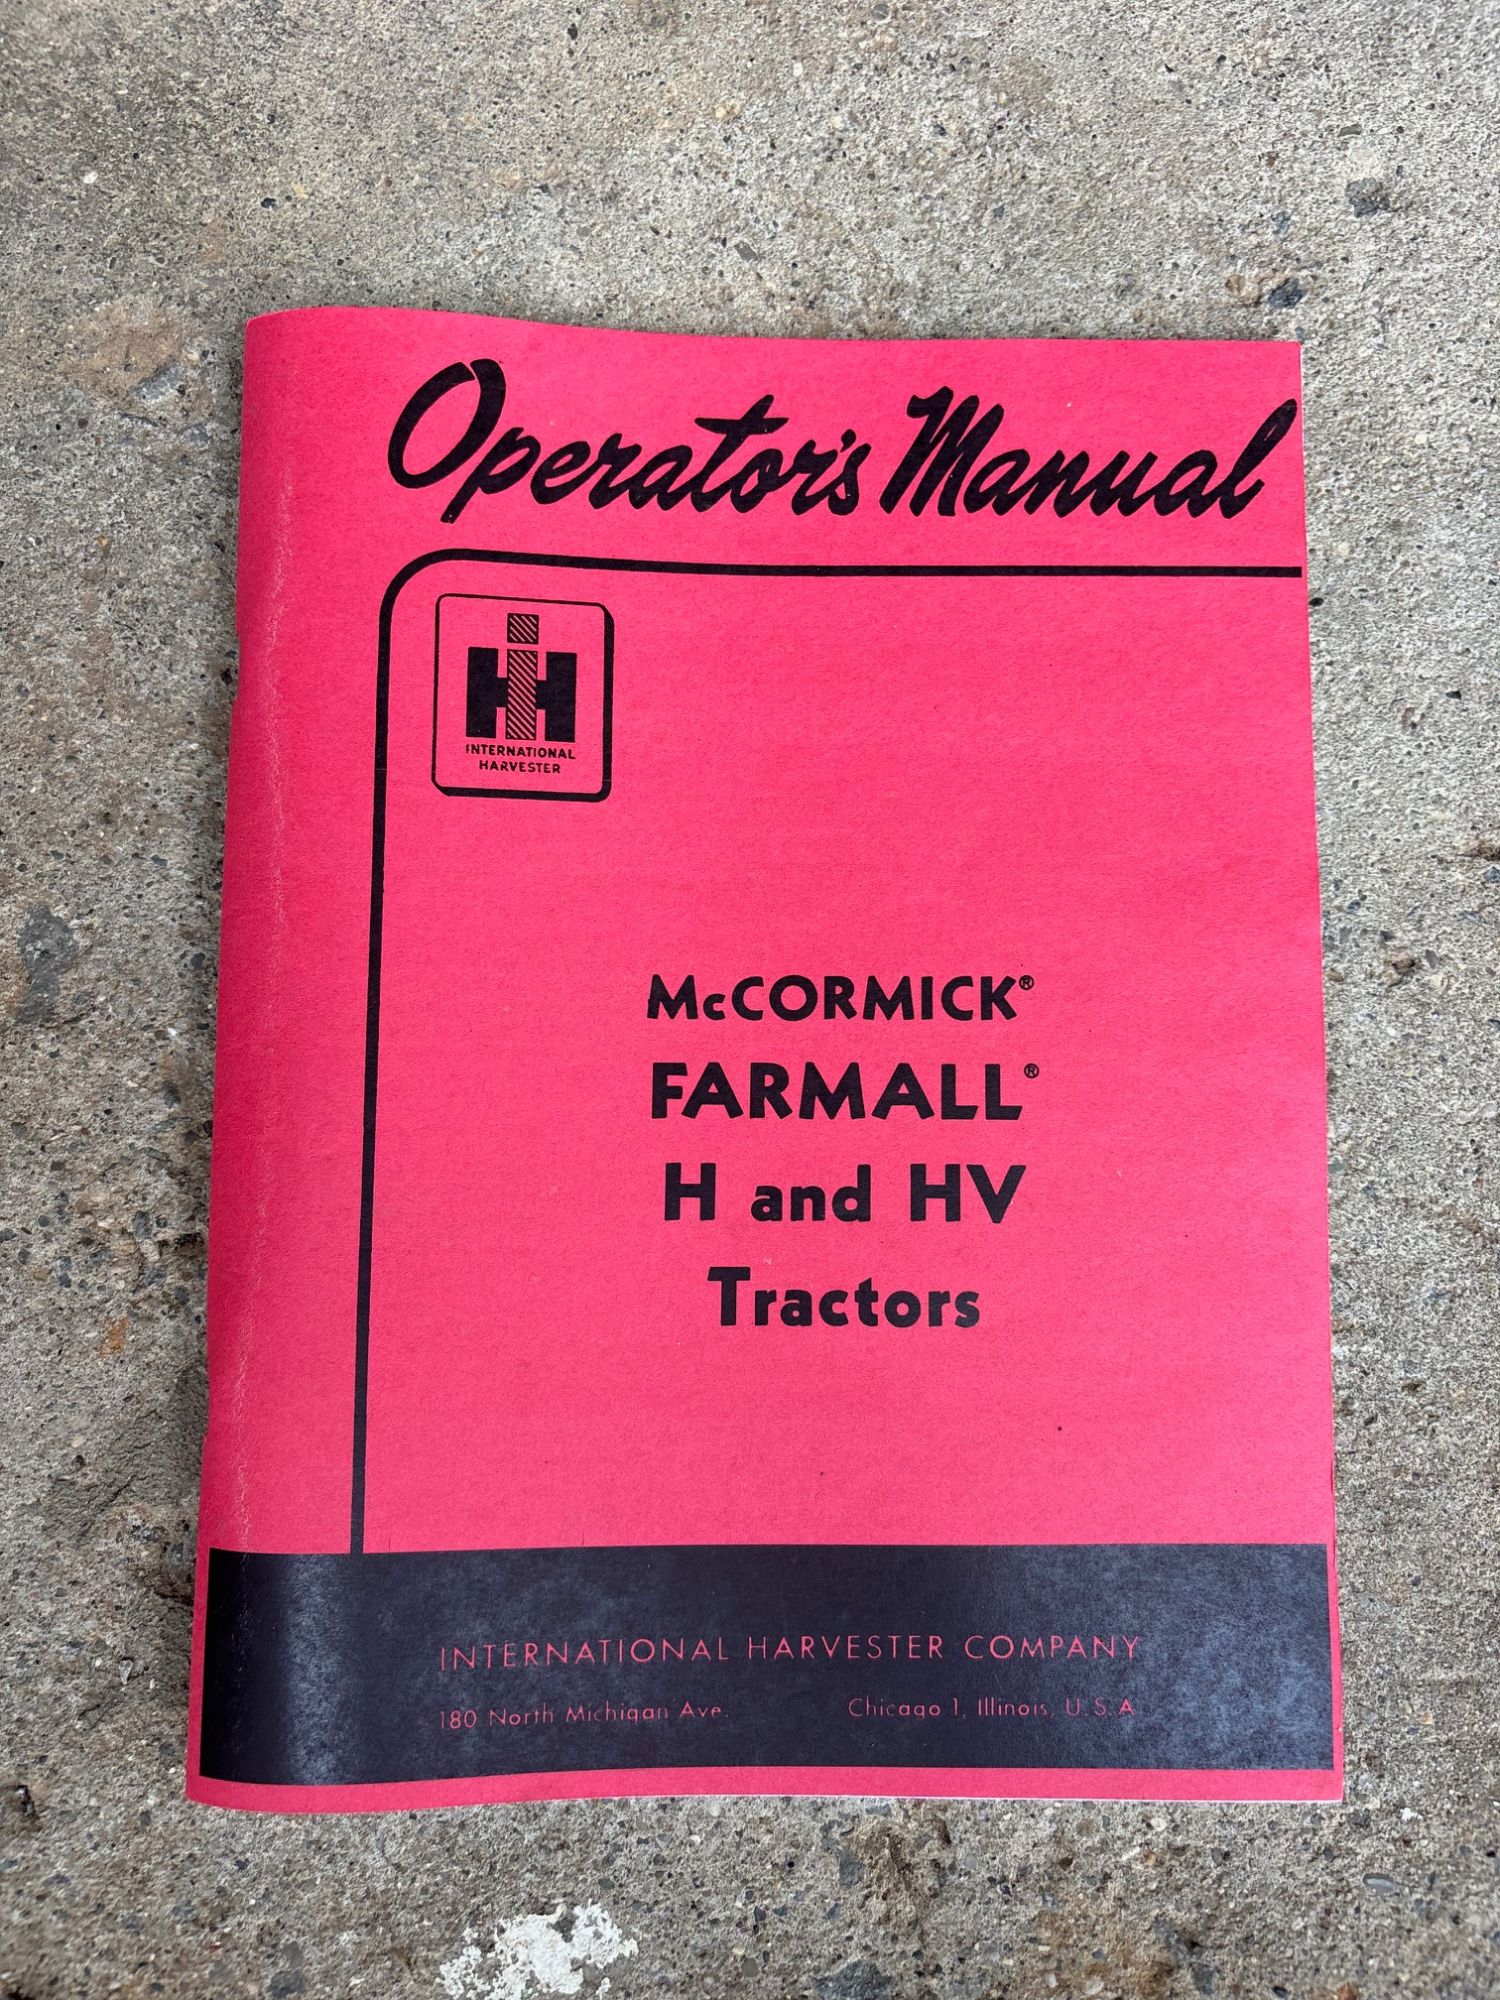 Operator's Manual
IH
INTERNATIONAL
HARVESTER
McCORMICK®
FARMALL®
H and HV
Tractors
INTERNATIONAL HARVESTER COMPANY
180 North Michigan Ave. Chicago 1, Illinois, U.S.A